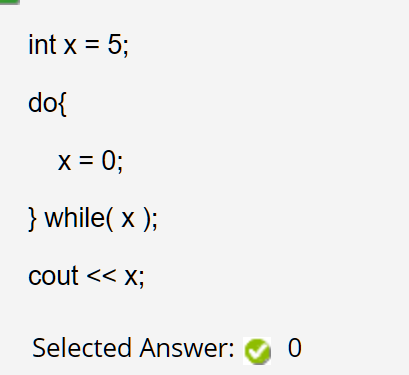 int x = 5;
do{
x = 0;
} while( x );
cout << x;
Selected Answer: 0